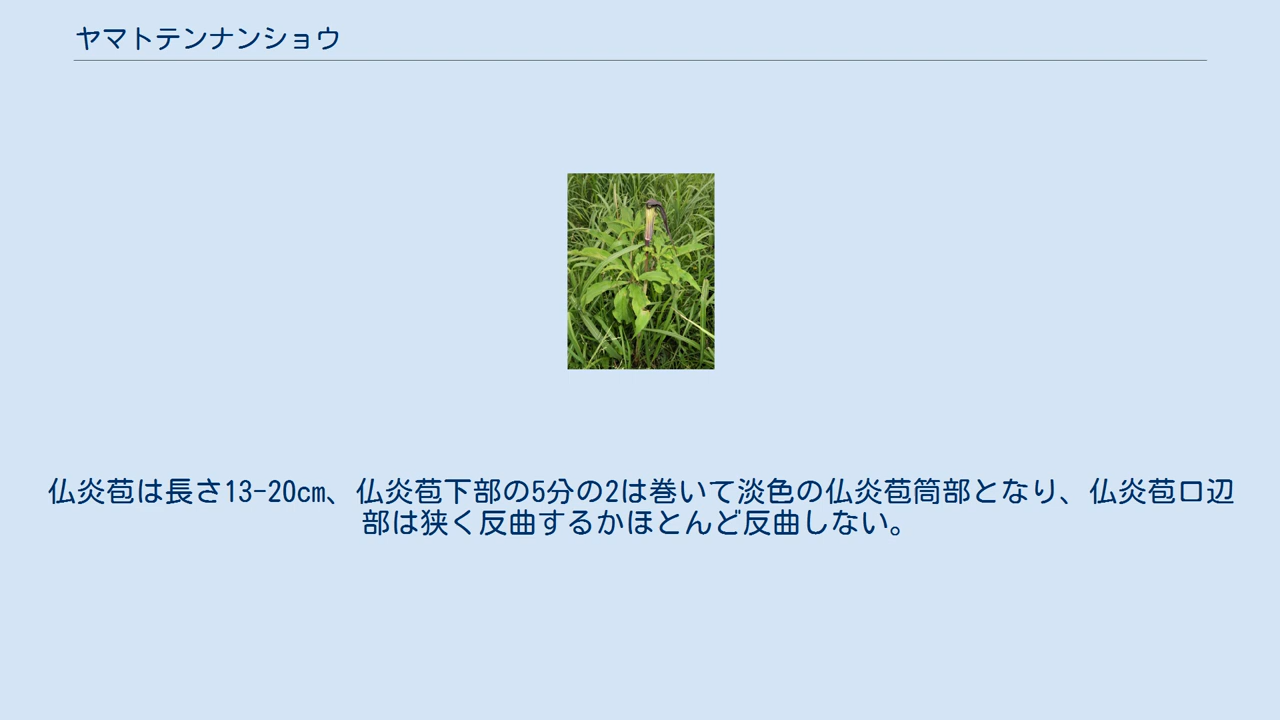 ヤマトテンナンショウ
仏炎苞は長さ13-20cm、仏炎苞下部の5分の2は巻いて淡色の仏炎苞筒部となり、仏炎苞口辺
部は狭く反曲するかほとんど反曲しない。